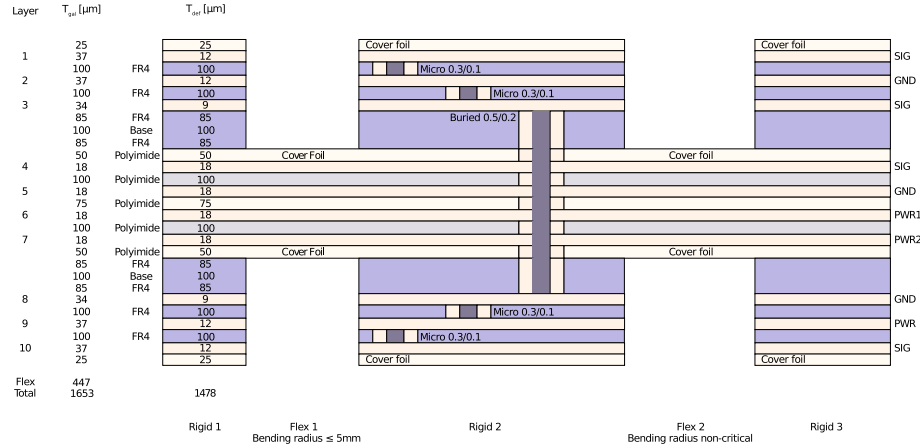 Layer T_gal [µm] T_def [µm]
25 25 Cover foil Cover foil
1 37 12 SIG
100 FR4 100 Micro 0.3/0.1
2 37 12 GND
100 FR4 100 Micro 0.3/0.1
3 34 9 SIG
85 FR4 85 Buried 0.5/0.2
100 Base 100
85 FR4 85
50 Polyimide 50 Cover Foil Cover foil
4 18 18 SIG
100 Polyimide 100
5 18 18 GND
75 Polyimide 75
6 18 18 PWR1
100 Polyimide 100
7 18 18 PWR2
50 Polyimide 50 Cover Foil Cover foil
85 FR4 85
100 Base 100
85 FR4 85
8 34 9 GND
100 FR4 100 Micro 0.3/0.1
9 37 12 PWR
100 FR4 100 Micro 0.3/0.1
10 37 12 SIG
25 25 Cover foil Cover foil
Flex 447
Total 1653 1478
Rigid 1 Flex 1 Rigid 2 Flex 2 Rigid 3
Bending radius ≤ 5mm Bending radius non-critical